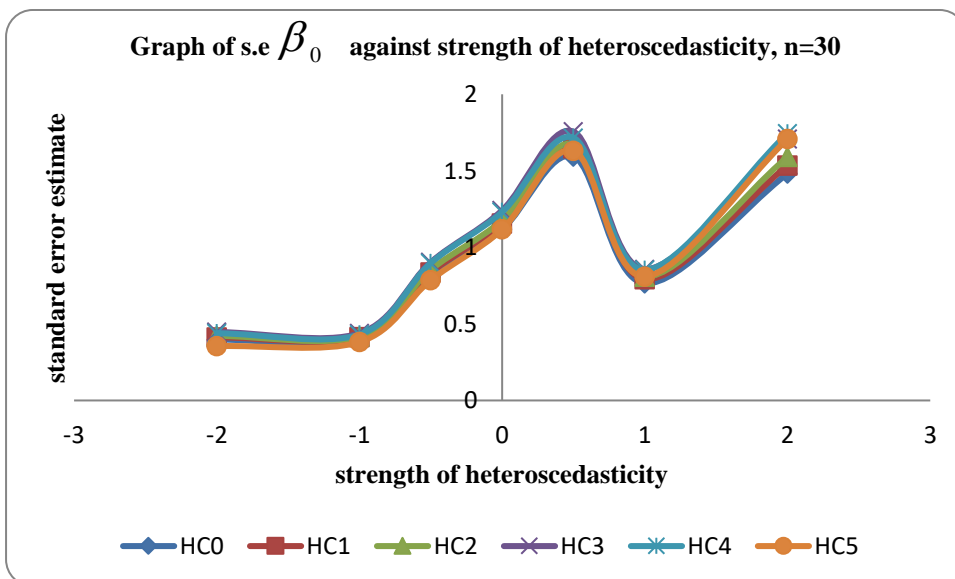 Graph of s.e β0 against strength of heteroscedasticity, n=30
standard error estimate
2
1.5
1
0.5
0
-3 -2 -1 0 1 2 3
strength of heteroscedasticity
HC0 HC1 HC2 HC3 HC4 HC5